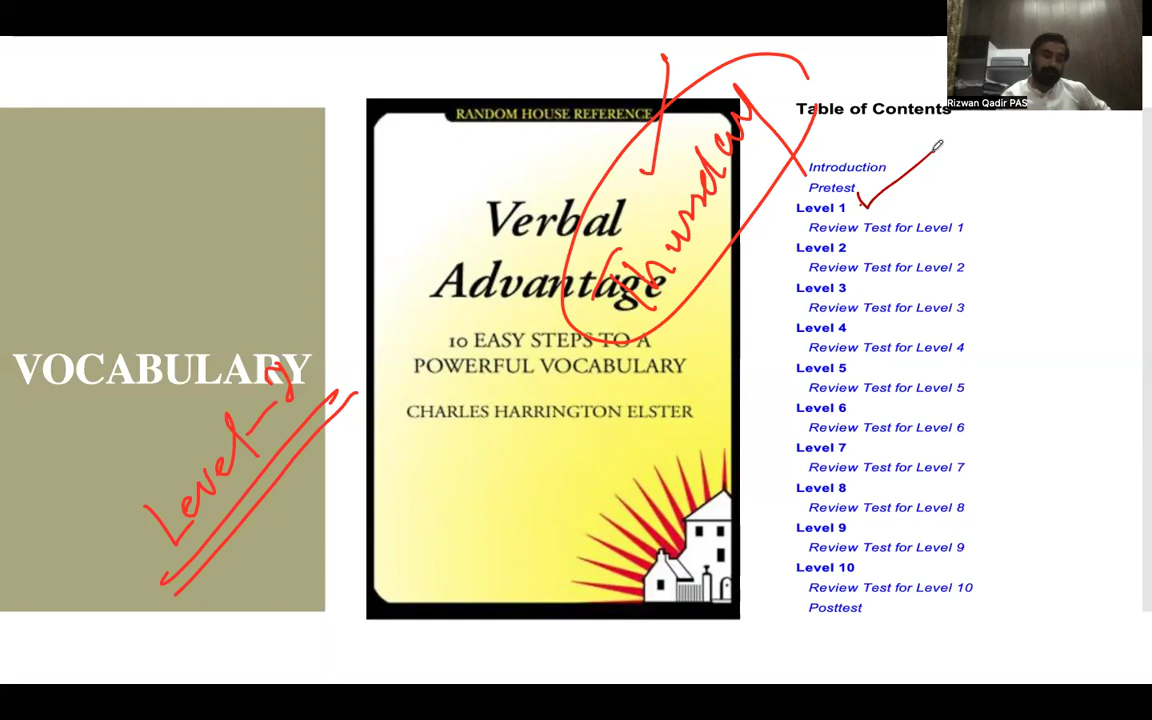 Rizwan Qadir PAS
VOCABULARY
Level-2
RANDOM HOUSE REFERENCE
Verbal
Advantage
10 EASY STEPS TO A
POWERFUL VOCABULARY
CHARLES HARRINGTON ELSTER
Thursday
Table of Contents
Introduction
Pretest
Level 1
Review Test for Level 1
Level 2
Review Test for Level 2
Level 3
Review Test for Level 3
Level 4
Review Test for Level 4
Level 5
Review Test for Level 5
Level 6
Review Test for Level 6
Level 7
Review Test for Level 7
Level 8
Review Test for Level 8
Level 9
Review Test for Level 9
Level 10
Review Test for Level 10
Posttest